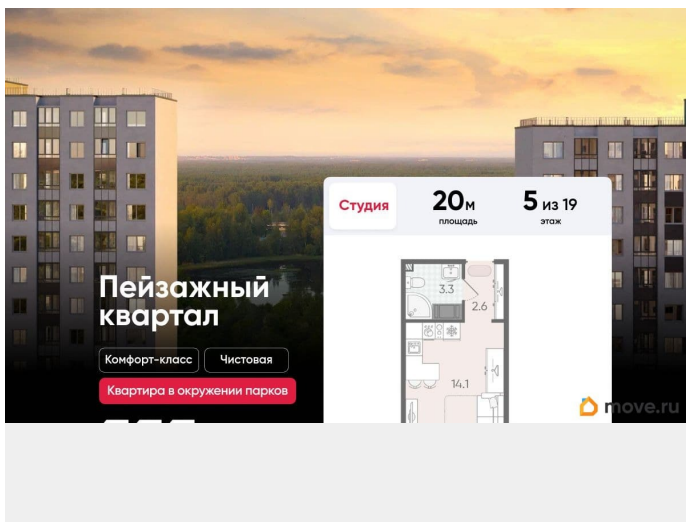 Студия
20м
площадь
5 из 19
этаж
3.3
2.6
14.1
Пейзажный
квартал
Комфорт-класс
Чистовая
Квартира в окружении парков
move.ru